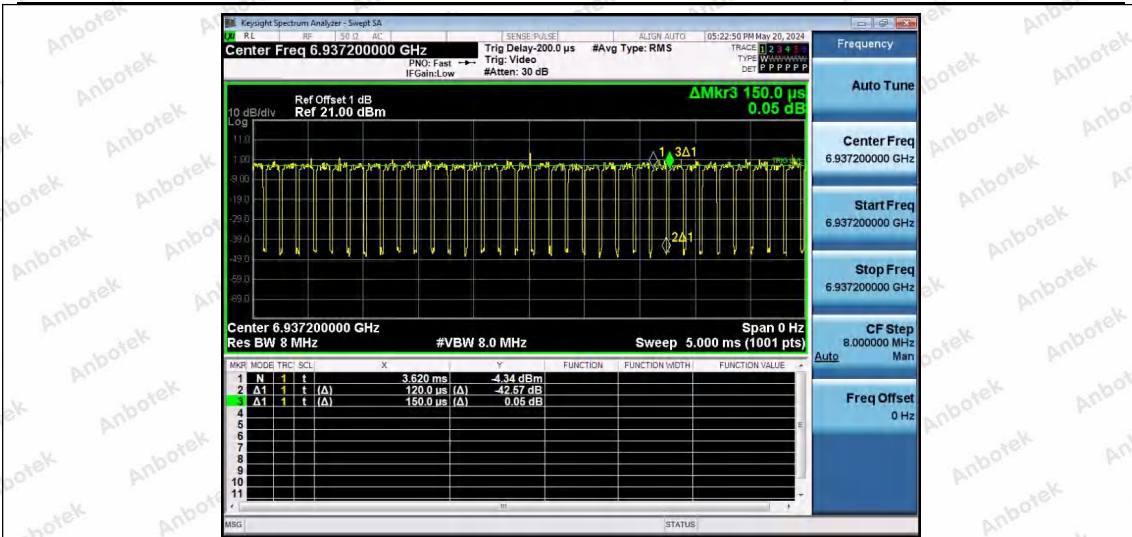 Keysight Spectrum Analyzer - Swept SA
RL RF 50 Ω AC SENSE:PULSE ALIGN AUTO 05:22:50 PM May 20, 2024
Center Freq 6.937200000 GHz
PNO: Fast
IFGain:Low
Trig Delay-200.0 µs
Trig: Video
#Atten: 30 dB
#Avg Type: RMS
TRACE 1 2 3 4 5 6
TYPE W
DET P P P P P P
ΔMkr3 150.0 µs
0.05 dB
Ref Offset 1 dB
10 dB/div Ref 21.00 dBm
Log
11.0
1.00
-9.00
-19.0
-29.0
-39.0
-49.0
-59.0
-69.0
1 3Δ1
2Δ1
Center 6.937200000 GHz Span 0 Hz
Res BW 8 MHz #VBW 8.0 MHz Sweep 5.000 ms (1001 pts)
MKR MODE TRC SCL X Y FUNCTION FUNCTION WIDTH FUNCTION VALUE
1 N 1 t 3.620 ms -4.34 dBm
2 Δ1 1 t (Δ) 120.0 µs (Δ) -42.57 dB
3 Δ1 1 t (Δ) 150.0 µs (Δ) 0.05 dB
4
5
6
7
8
9
10
11
MSG STATUS
Frequency
Auto Tune
Center Freq
6.937200000 GHz
Start Freq
6.937200000 GHz
Stop Freq
6.937200000 GHz
CF Step
8.000000 MHz
Auto Man
Freq Offset
0 Hz
Anbotek